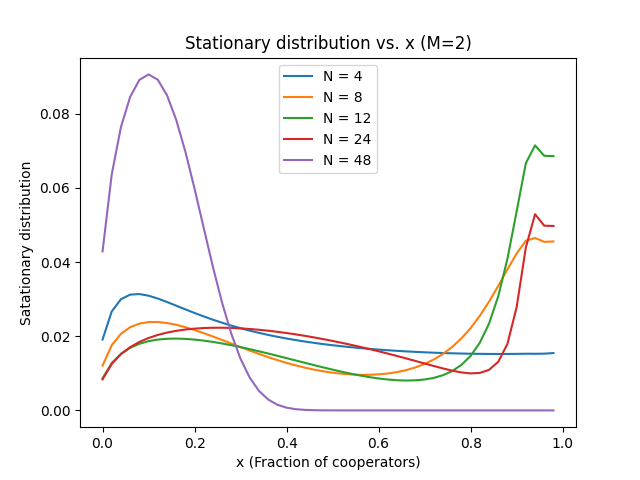 Stationary distribution vs. x (M=2)
N = 4
N = 8
N = 12
N = 24
N = 48
Satationary distribution
0.08
0.06
0.04
0.02
0.00
0.0 0.2 0.4 0.6 0.8 1.0
x (Fraction of cooperators)